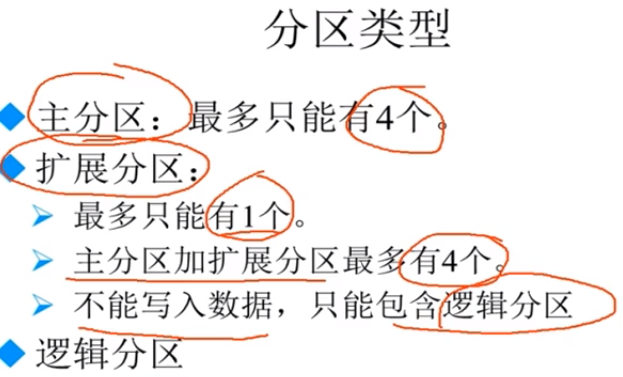 分区类型
主分区：最多只能有4个。
扩展分区：
最多只能有1个。
主分区加扩展分区最多有4个。
不能写入数据，只能包含逻辑分区
逻辑分区